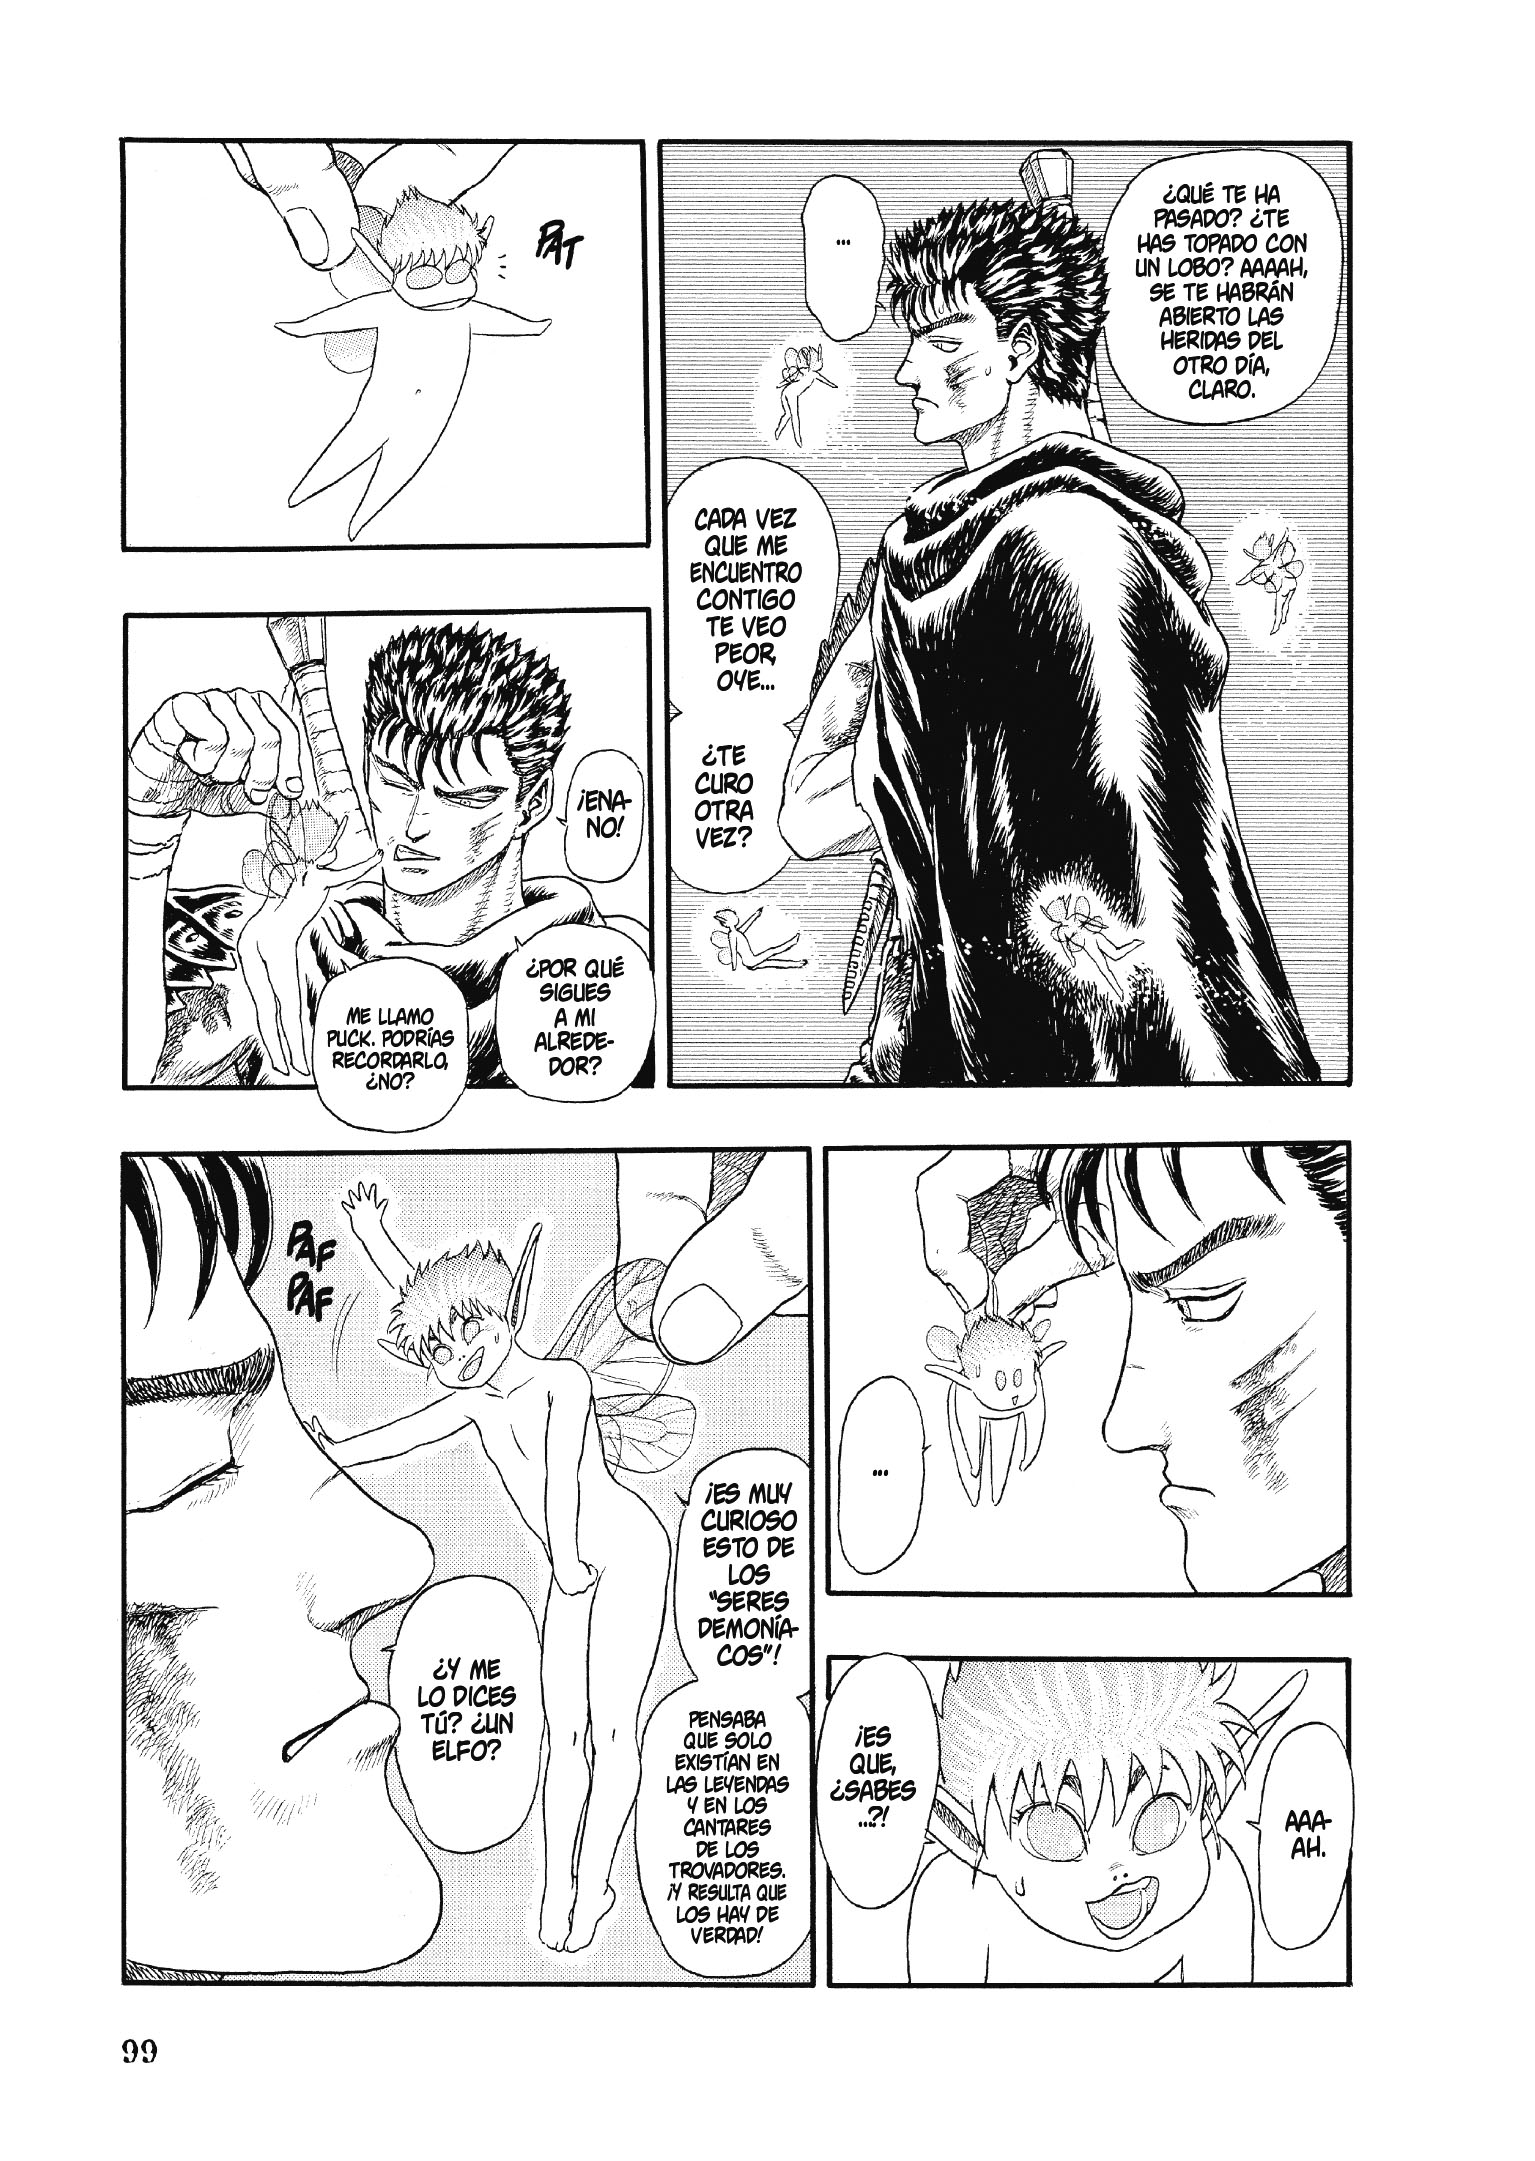 ¿QUÉ TE HA
PASADO? ¿TE
HAS TOPADO CON
UN LOBO? AAAAH,
SE TE HABRÁN
ABIERTO LAS
HERIDAS DEL
OTRO DÍA,
CLARO.
...
CADA VEZ
QUE ME
ENCUENTRO
CONTIGO
TE VEO
PEOR,
OYE...
¿TE
CURO
OTRA
VEZ?
PAT
¡ENA-
NO!
¿POR QUÉ
SIGUES
A MI
ALREDE-
DOR?
ME LLAMO
PUCK. PODRÍAS
RECORDARLO,
¿NO?
...
AAA-
AH.
¡ES
QUE,
¿SABES
...?!
PAF
PAF
¡ES MUY
CURIOSO
ESTO DE
LOS
"SERES
DEMONÍA-
COS"!
PENSABA
QUE SOLO
EXISTÍAN EN
LAS LEYENDAS
Y EN LOS
CANTARES
DE LOS
TROVADORES.
¡Y RESULTA QUE
LOS HAY DE
VERDAD!
¿Y ME
LO DICES
TÚ? ¿UN
ELFO?
99